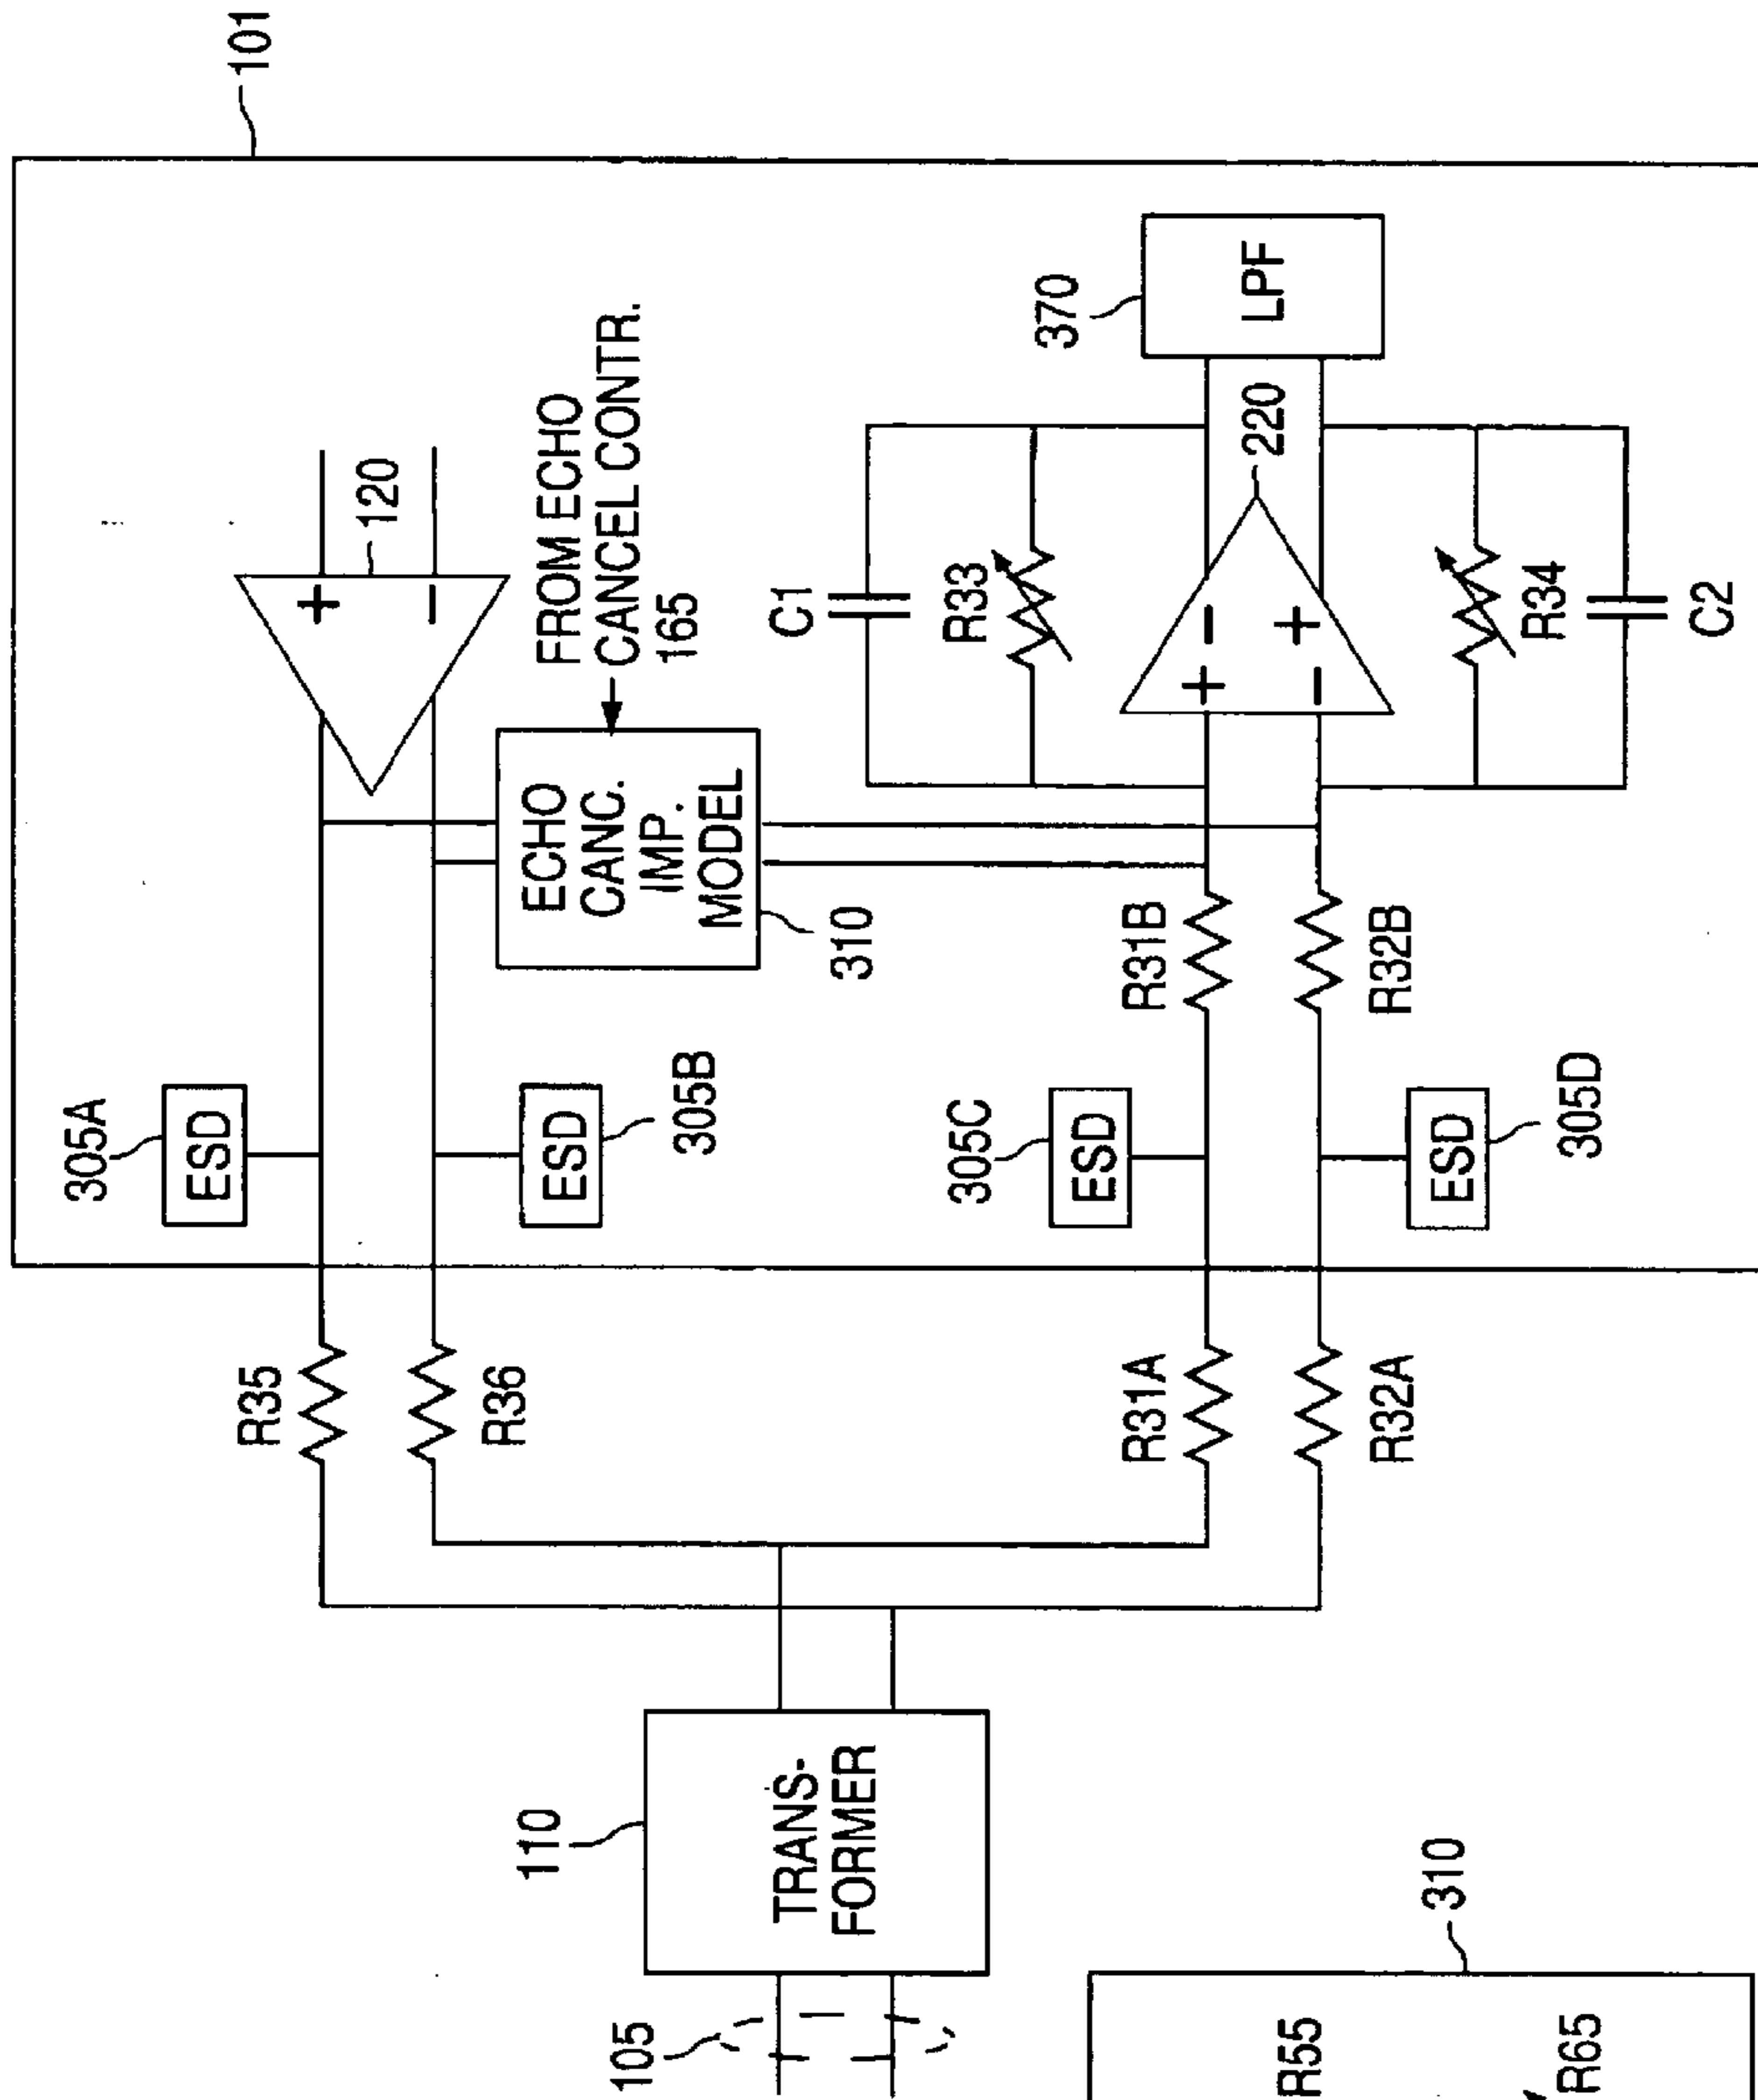 101
305A
ESD
R35
R36
ESD
305B
+
−
120
ECHO
CANC.
IMP.
MODEL
310
FROM ECHO
CANCEL CONTR.
165
110
TRANS-
FORMER
105
305C
ESD
R31A
R31B
R32A
R32B
ESD
305D
C1
R33
+
−
−
+
220
R34
C2
370
LPF
310
R55
R65